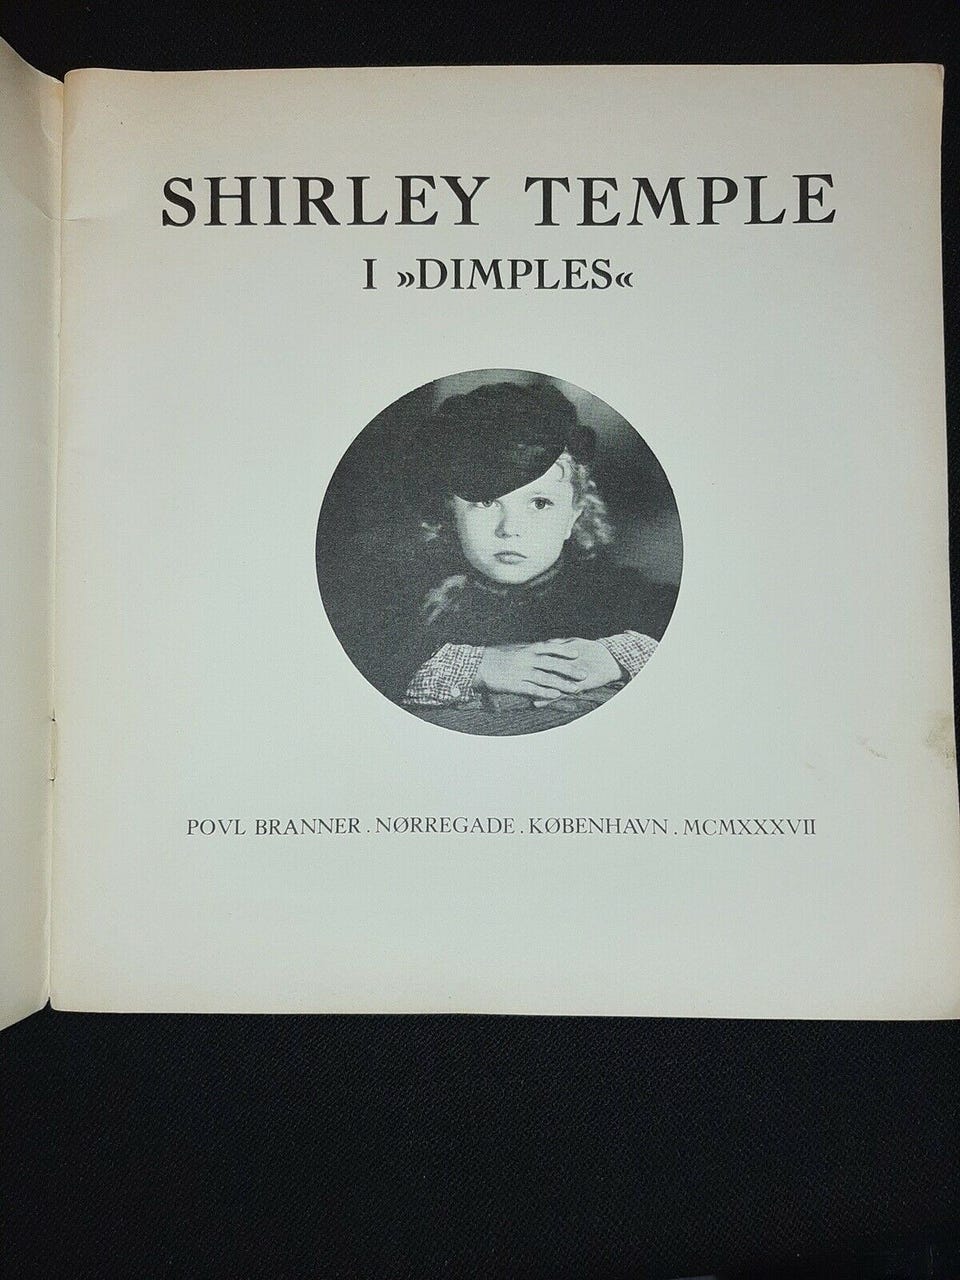 SHIRLEY TEMPLE
I »DIMPLES«
POVL BRANNER . NØRREGADE . KØBENHAVN . MCMXXXVII